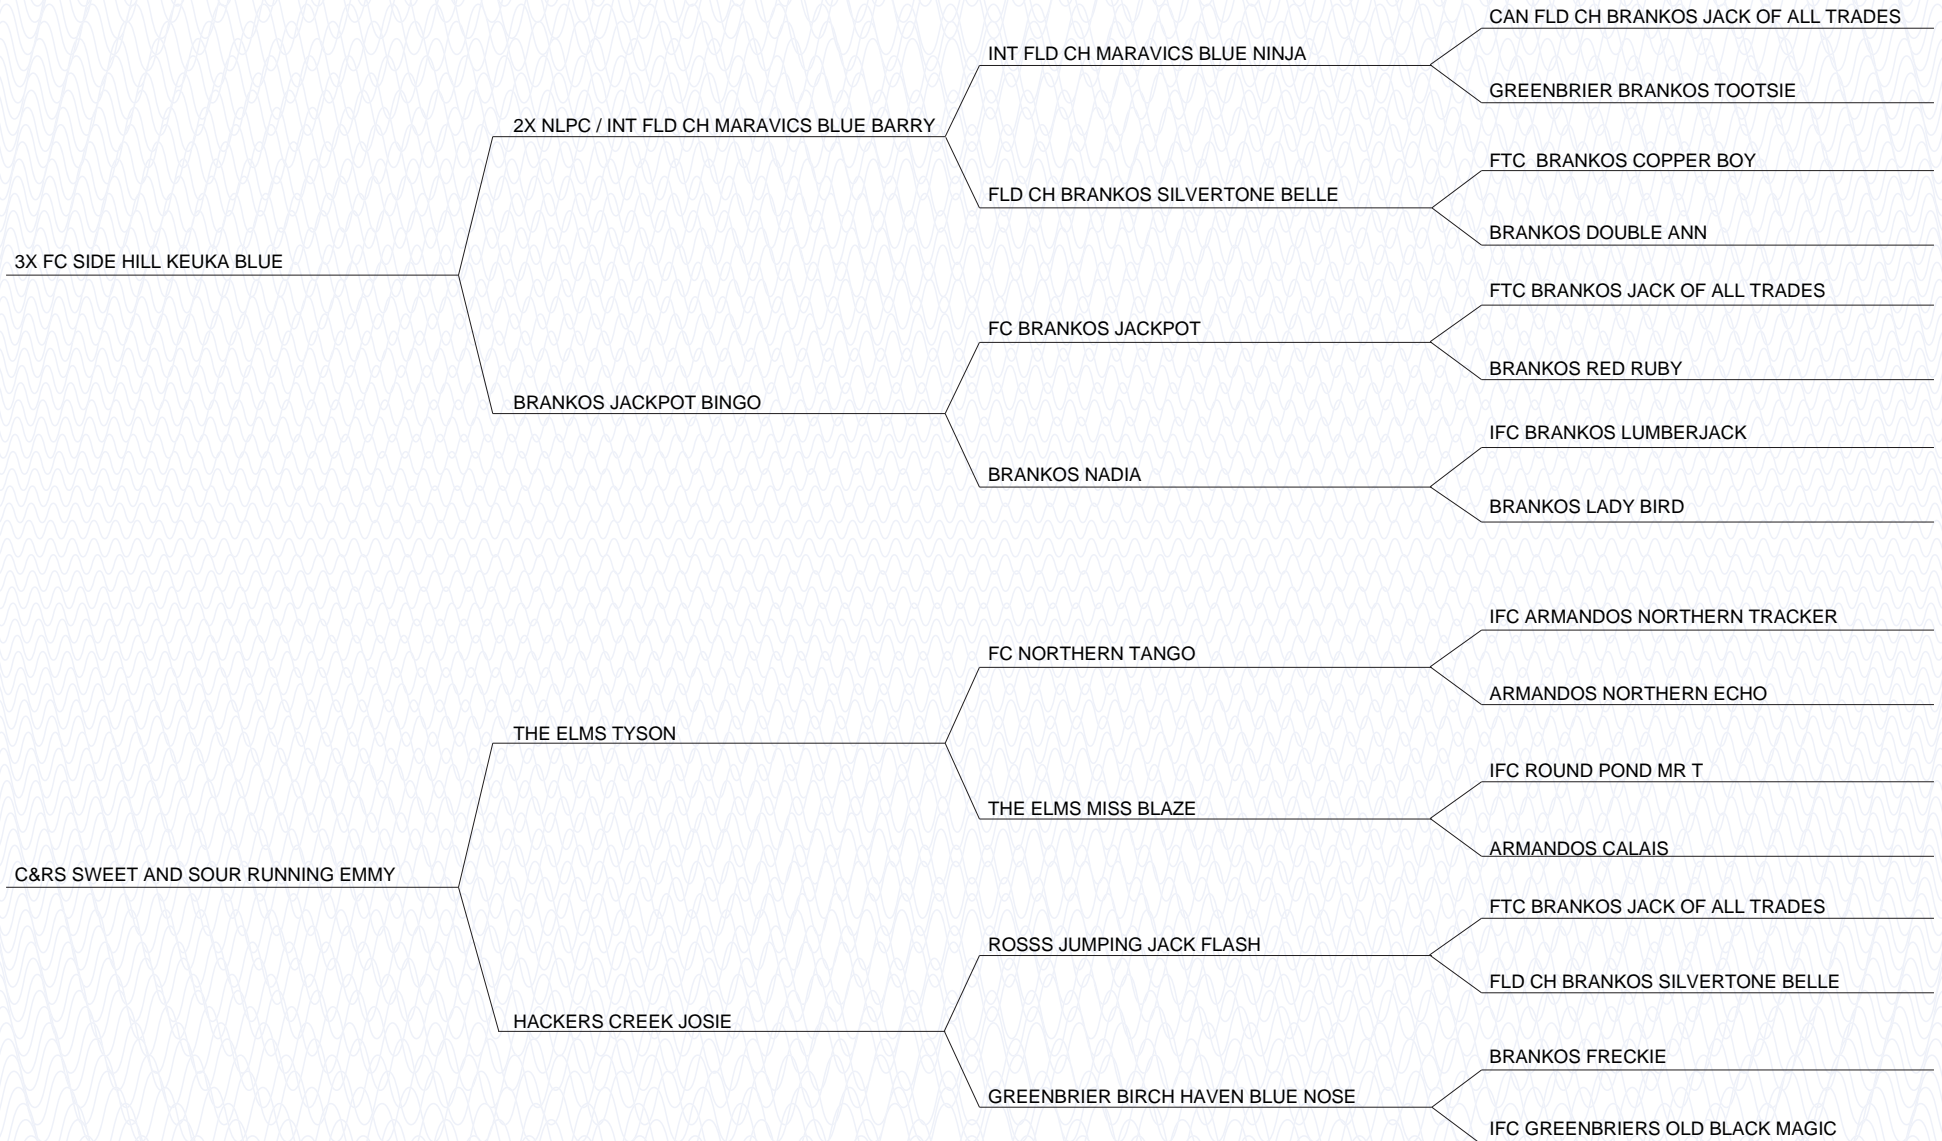 CAN FLD CH BRANKOS JACK OF ALL TRADES
INT FLD CH MARAVICS BLUE NINJA
GREENBRIER BRANKOS TOOTSIE
2X NLPC / INT FLD CH MARAVICS BLUE BARRY
FTC  BRANKOS COPPER BOY
FLD CH BRANKOS SILVERTONE BELLE
BRANKOS DOUBLE ANN
3X FC SIDE HILL KEUKA BLUE
FTC BRANKOS JACK OF ALL TRADES
FC BRANKOS JACKPOT
BRANKOS RED RUBY
BRANKOS JACKPOT BINGO
IFC BRANKOS LUMBERJACK
BRANKOS NADIA
BRANKOS LADY BIRD
IFC ARMANDOS NORTHERN TRACKER
FC NORTHERN TANGO
ARMANDOS NORTHERN ECHO
THE ELMS TYSON
IFC ROUND POND MR T
THE ELMS MISS BLAZE
ARMANDOS CALAIS
C&RS SWEET AND SOUR RUNNING EMMY
FTC BRANKOS JACK OF ALL TRADES
ROSSS JUMPING JACK FLASH
FLD CH BRANKOS SILVERTONE BELLE
HACKERS CREEK JOSIE
BRANKOS FRECKIE
GREENBRIER BIRCH HAVEN BLUE NOSE
IFC GREENBRIERS OLD BLACK MAGIC